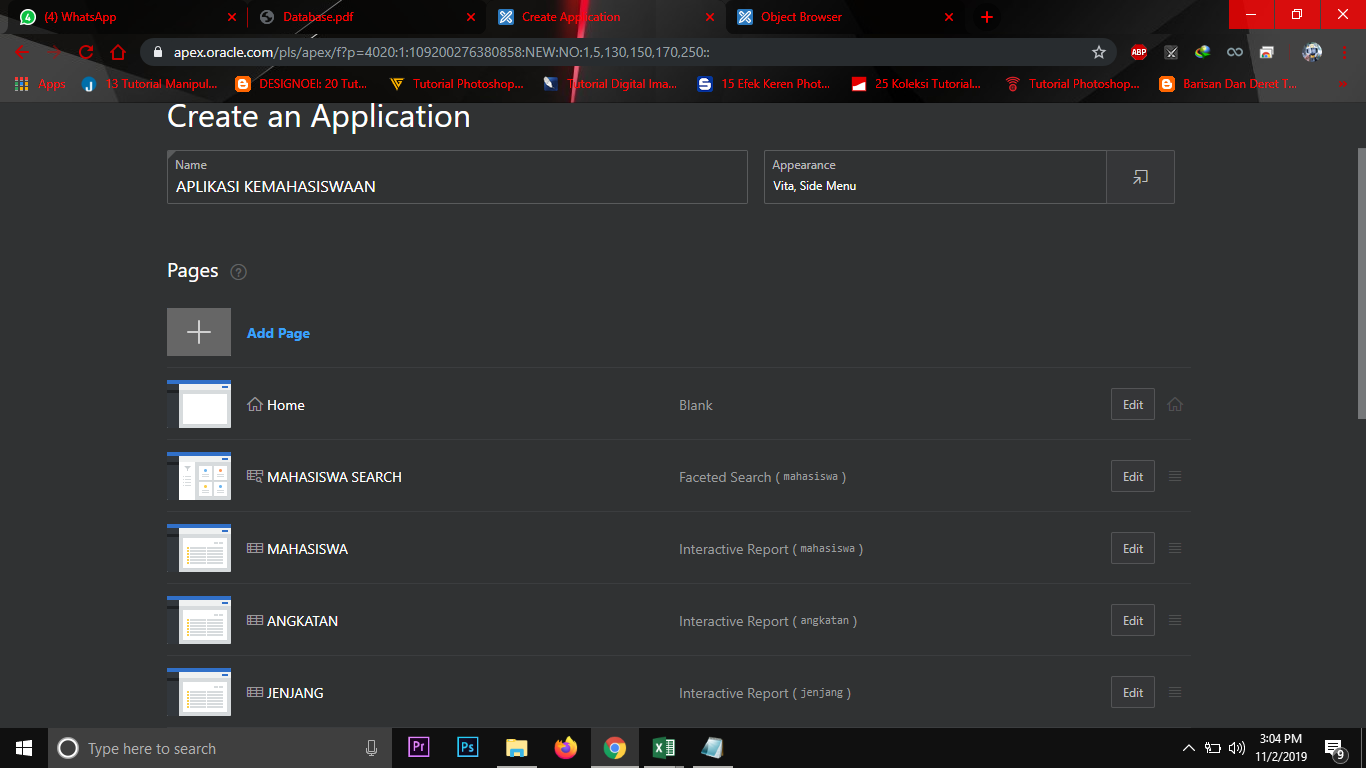 (4) WhatsApp
Database.pdf
Create Application
Object Browser
apex.oracle.com/pls/apex/f?p=4020:1:109200276380858:NEW:NO:1,5,130,150,170,250::
ABP
Apps
13 Tutorial Manipul...
DESIGNOEL: 20 Tut...
Tutorial Photoshop...
Tutorial Digital Ima...
15 Efek Keren Phot...
25 Koleksi Tutorial...
Tutorial Photoshop...
Barisan Dan Deret T...
Create an Application
Name
APLIKASI KEMAHASISWAAN
Appearance
Vita, Side Menu
Pages ?
Add Page
Home Blank Edit
MAHASISWA SEARCH Faceted Search ( mahasiswa ) Edit
MAHASISWA Interactive Report ( mahasiswa ) Edit
ANGKATAN Interactive Report ( angkatan ) Edit
JENJANG Interactive Report ( jenjang ) Edit
Type here to search
Pr
Ps
3:04 PM
11/2/2019
9